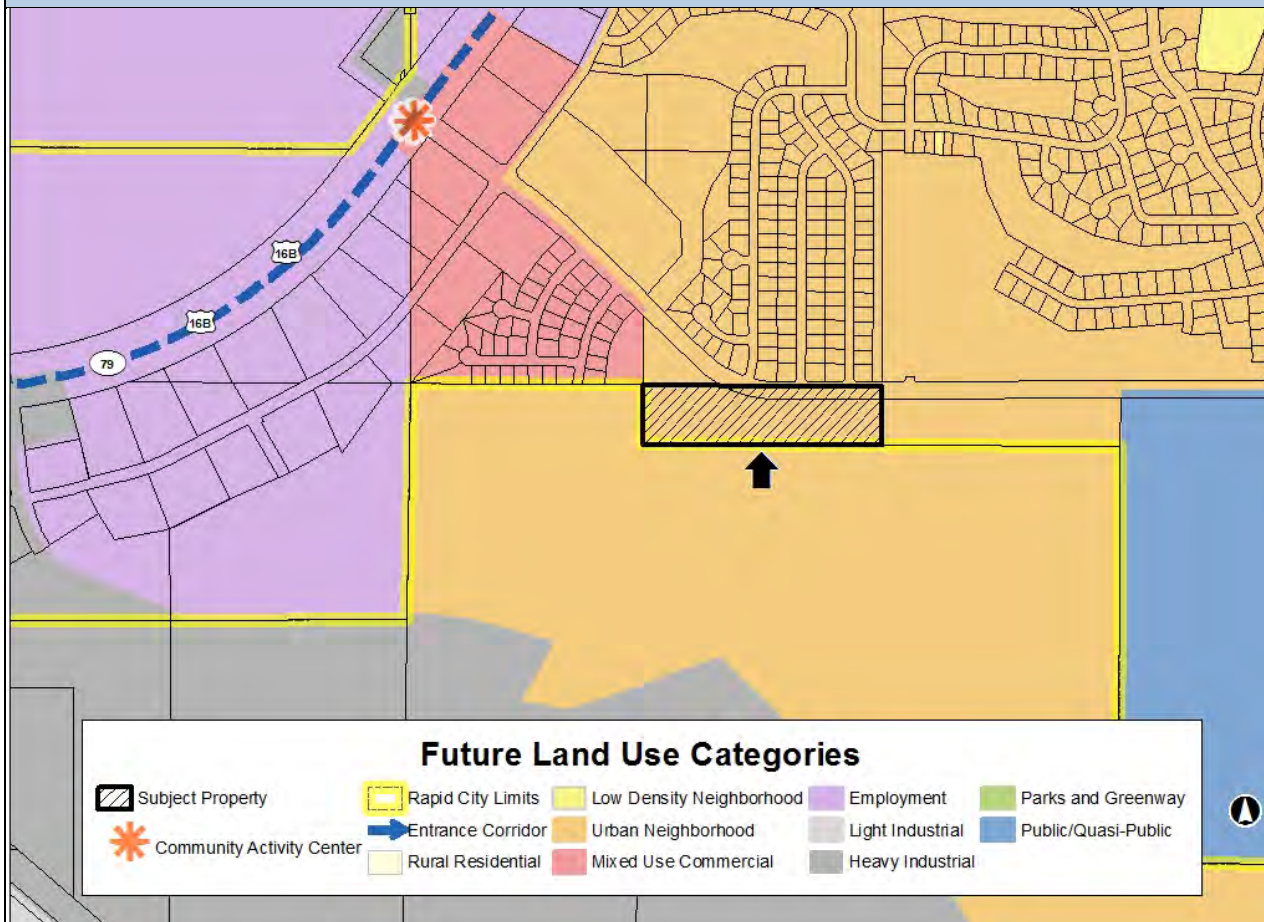 16B
16B
79
Future Land Use Categories
Subject Property
Rapid City Limits
Low Density Neighborhood
Employment
Parks and Greenway
Community Activity Center
Entrance Corridor
Urban Neighborhood
Light Industrial
Public/Quasi-Public
Rural Residential
Mixed Use Commercial
Heavy Industrial